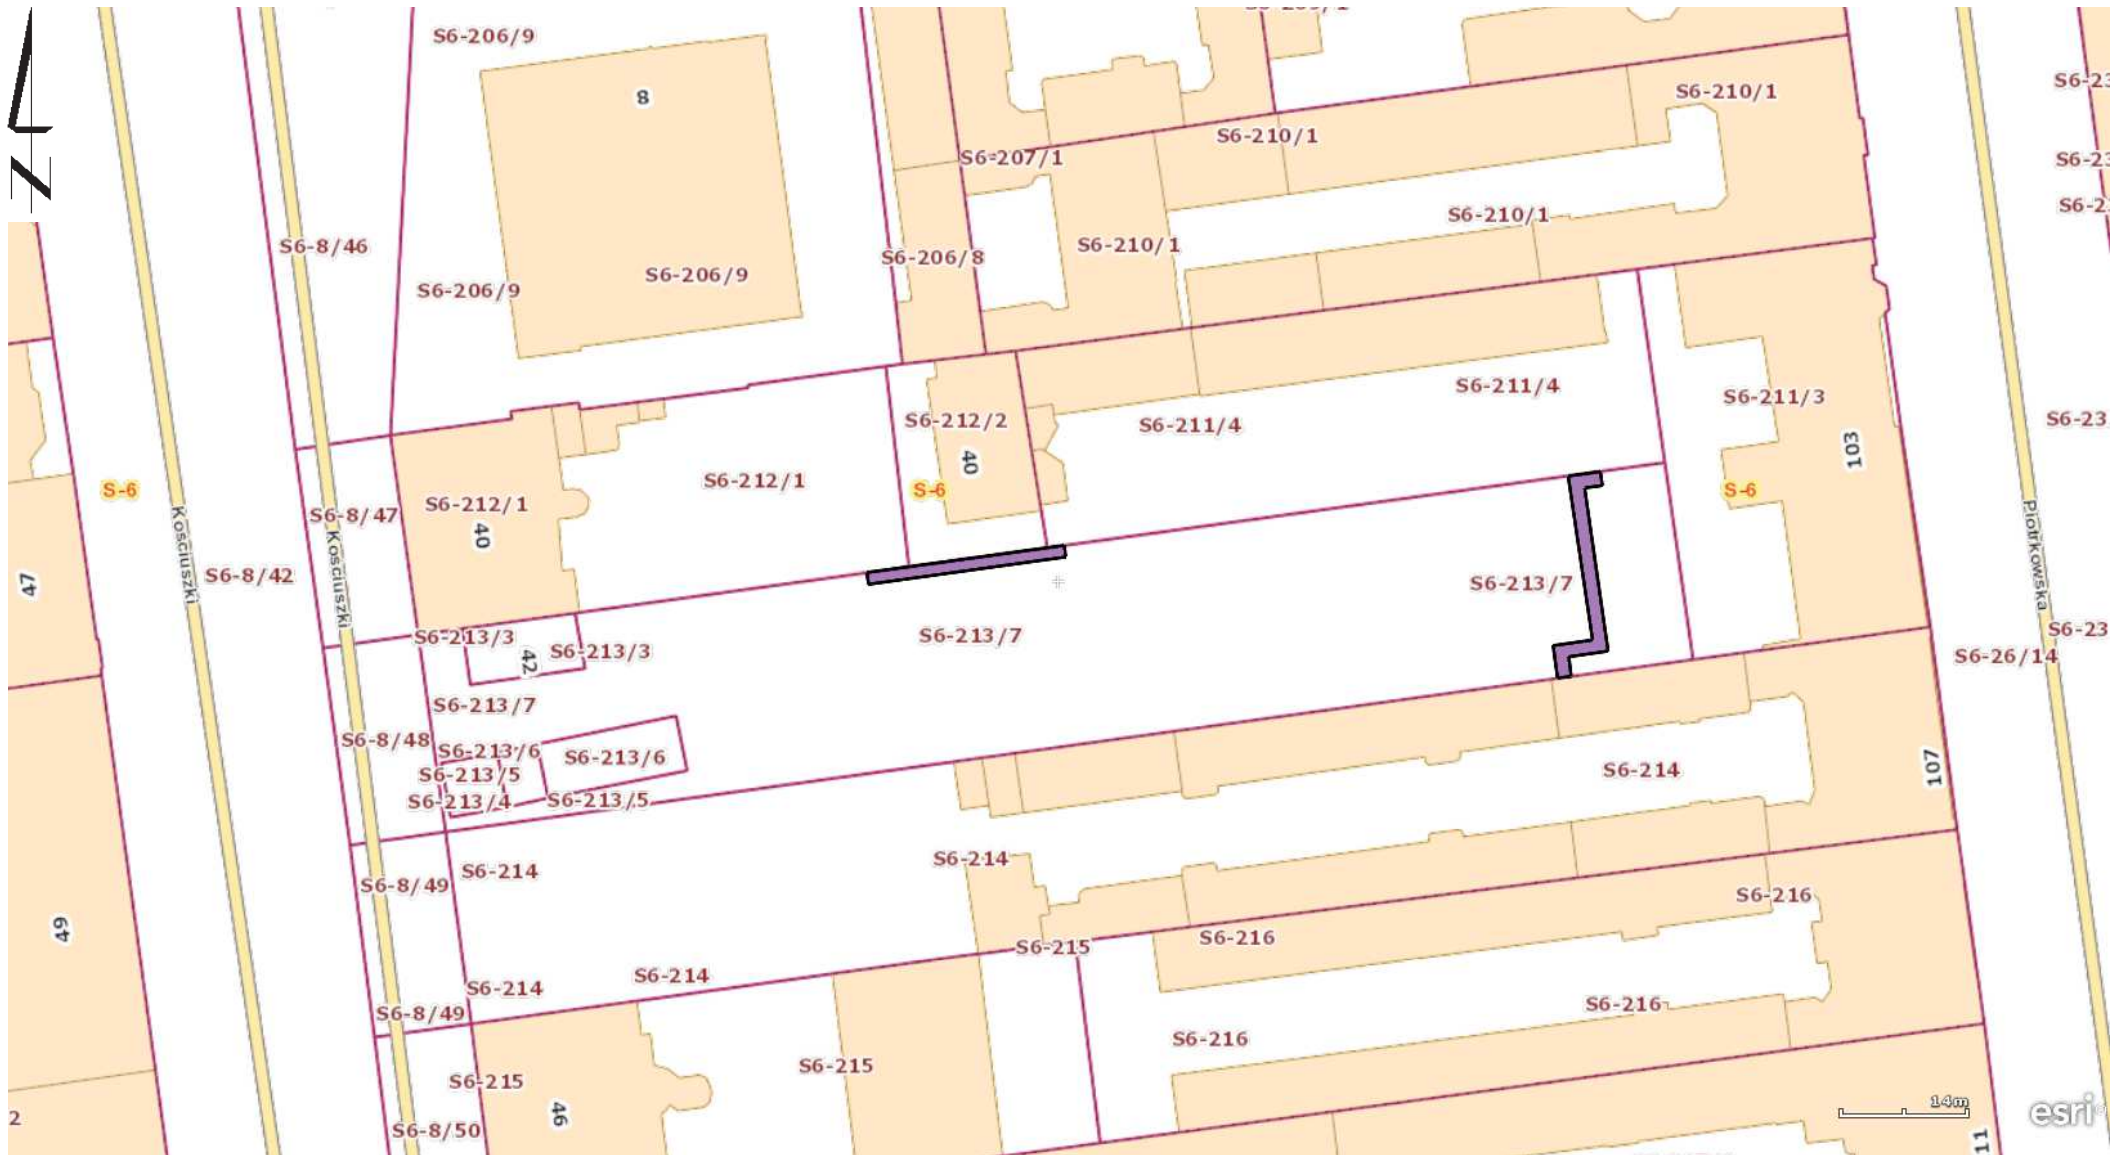 S6-206/9
8
S6-210/1
S6-210/1
S6-207/1
S6-8/46
S6-210/1
S6-210/1
S6-206/8
S6-206/9
S6-206/9
S6-211/4
S6-211/3
S6-212/2
S6-211/4
103
40
S6-212/1
S-6
S-6
S-6
S6-212/1
S6-8/47
40
Kościuszki
Kościuszki
Piotrkowska
47
S6-8/42
S6-213/7
S6-213/3
S6-213/3
42
S6-213/7
S6-26/14
S6-213/7
S6-8/48
S6-213/6
S6-213/6
S6-213/5
S6-213/4
S6-213/5
S6-214
107
S6-214
S6-214
S6-8/49
S6-216
49
S6-216
S6-215
S6-214
S6-214
S6-216
S6-8/49
S6-216
S6-215
S6-215
46
14m
esri
S6-8/50
N